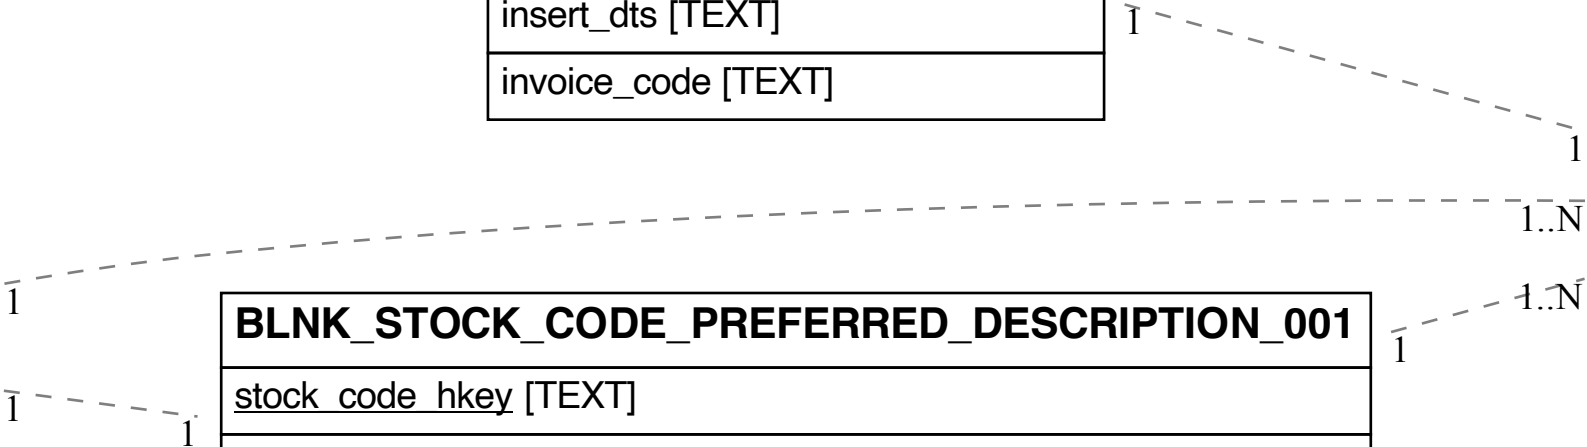 insert_dts [TEXT]
1
invoice_code [TEXT]
1
1..N
1
1..N
BLNK_STOCK_CODE_PREFERRED_DESCRIPTION_001
1
stock_code_hkey [TEXT]
1
1